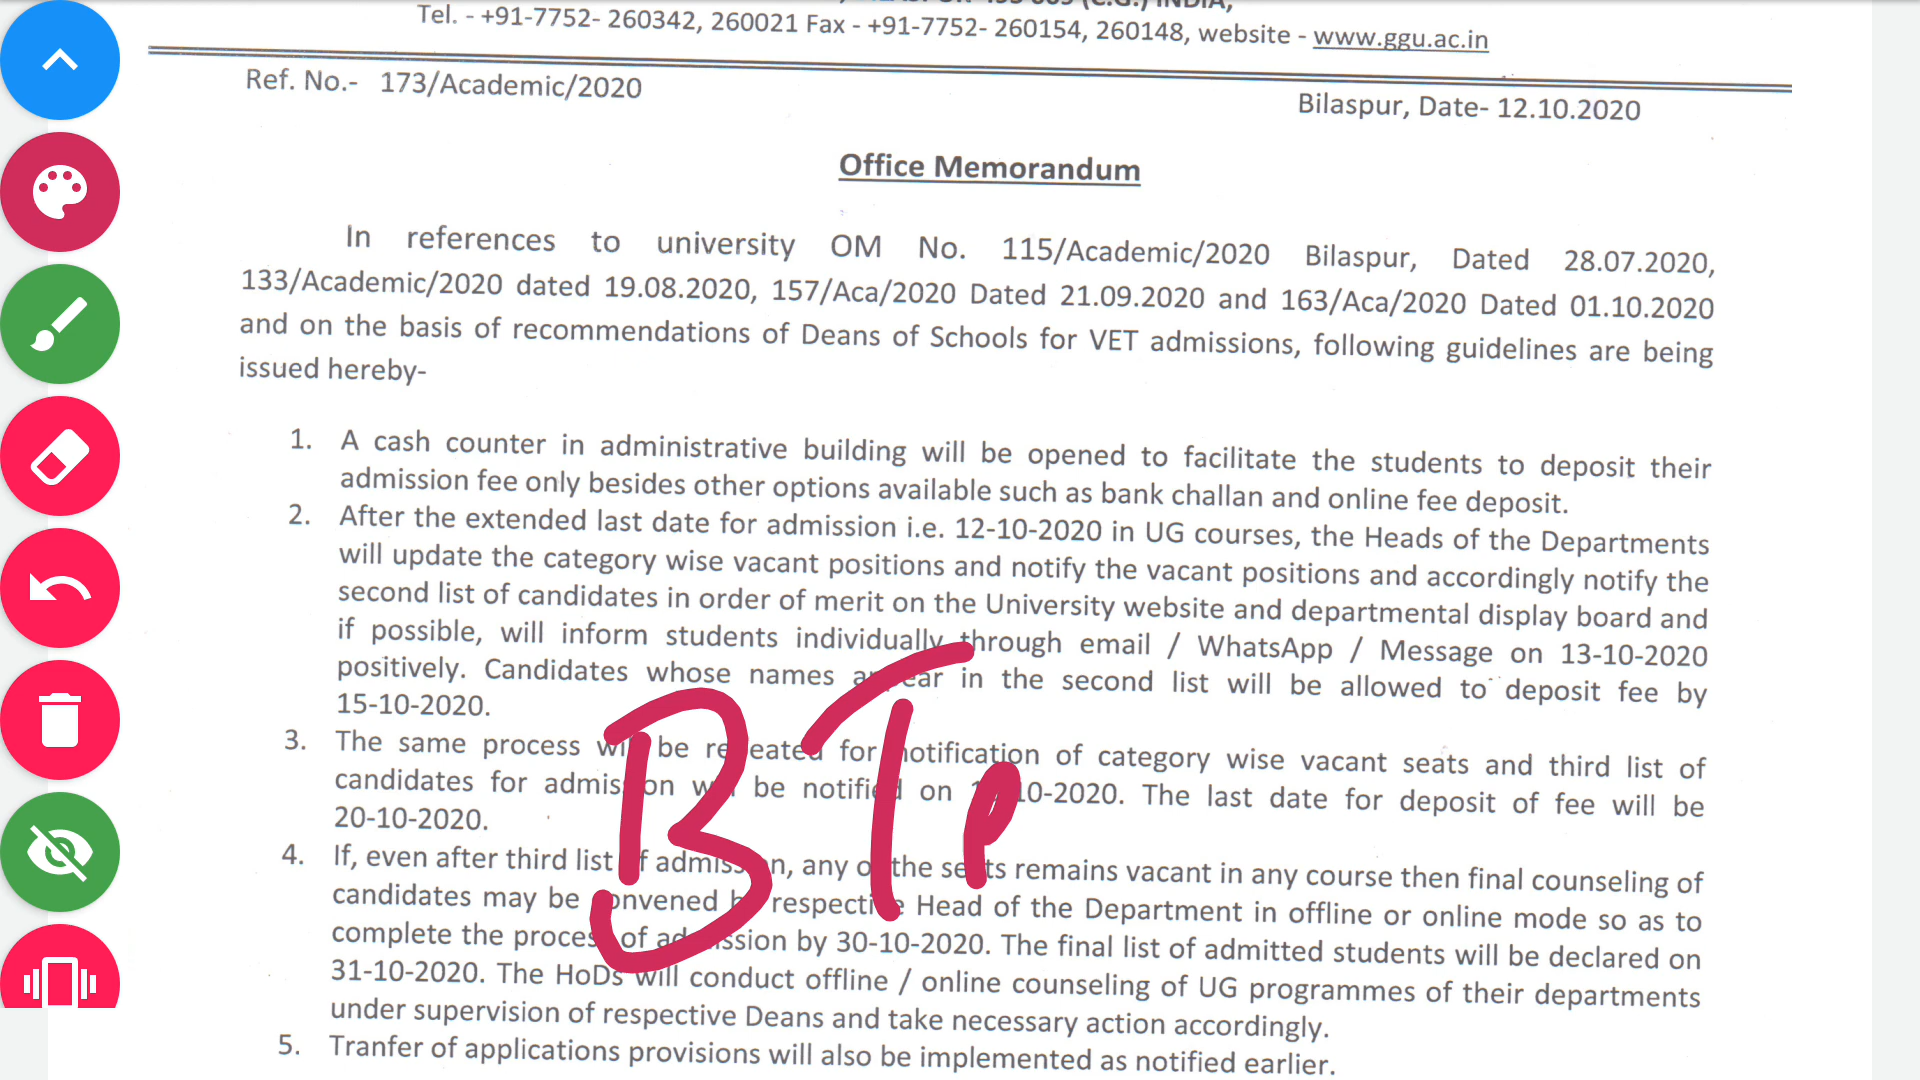 Tel. - +91-7752- 260342, 260021 Fax - +91-7752- 260154, 260148, website - www.ggu.ac.in
Ref. No.- 173/Academic/2020
Bilaspur, Date- 12.10.2020
Office Memorandum
In references to university OM No. 115/Academic/2020 Bilaspur, Dated 28.07.2020,
133/Academic/2020 dated 19.08.2020, 157/Aca/2020 Dated 21.09.2020 and 163/Aca/2020 Dated 01.10.2020
and on the basis of recommendations of Deans of Schools for VET admissions, following guidelines are being
issued hereby-
1. A cash counter in administrative building will be opened to facilitate the students to deposit their
admission fee only besides other options available such as bank challan and online fee deposit.
2. After the extended last date for admission i.e. 12-10-2020 in UG courses, the Heads of the Departments
will update the category wise vacant positions and notify the vacant positions and accordingly notify the
second list of candidates in order of merit on the University website and departmental display board and
if possible, will inform students individually through email / WhatsApp / Message on 13-10-2020
positively. Candidates whose names appear in the second list will be allowed to deposit fee by
15-10-2020.
3. The same process will be repeated for notification of category wise vacant seats and third list of
candidates for admission will be notified on 10-2020. The last date for deposit of fee will be
20-10-2020.
4. If, even after third list of admission, any of the seats remains vacant in any course then final counseling of
candidates may be convened by respective Head of the Department in offline or online mode so as to
complete the process of admission by 30-10-2020. The final list of admitted students will be declared on
31-10-2020. The HoDs will conduct offline / online counseling of UG programmes of their departments
under supervision of respective Deans and take necessary action accordingly.
5. Tranfer of applications provisions will also be implemented as notified earlier.